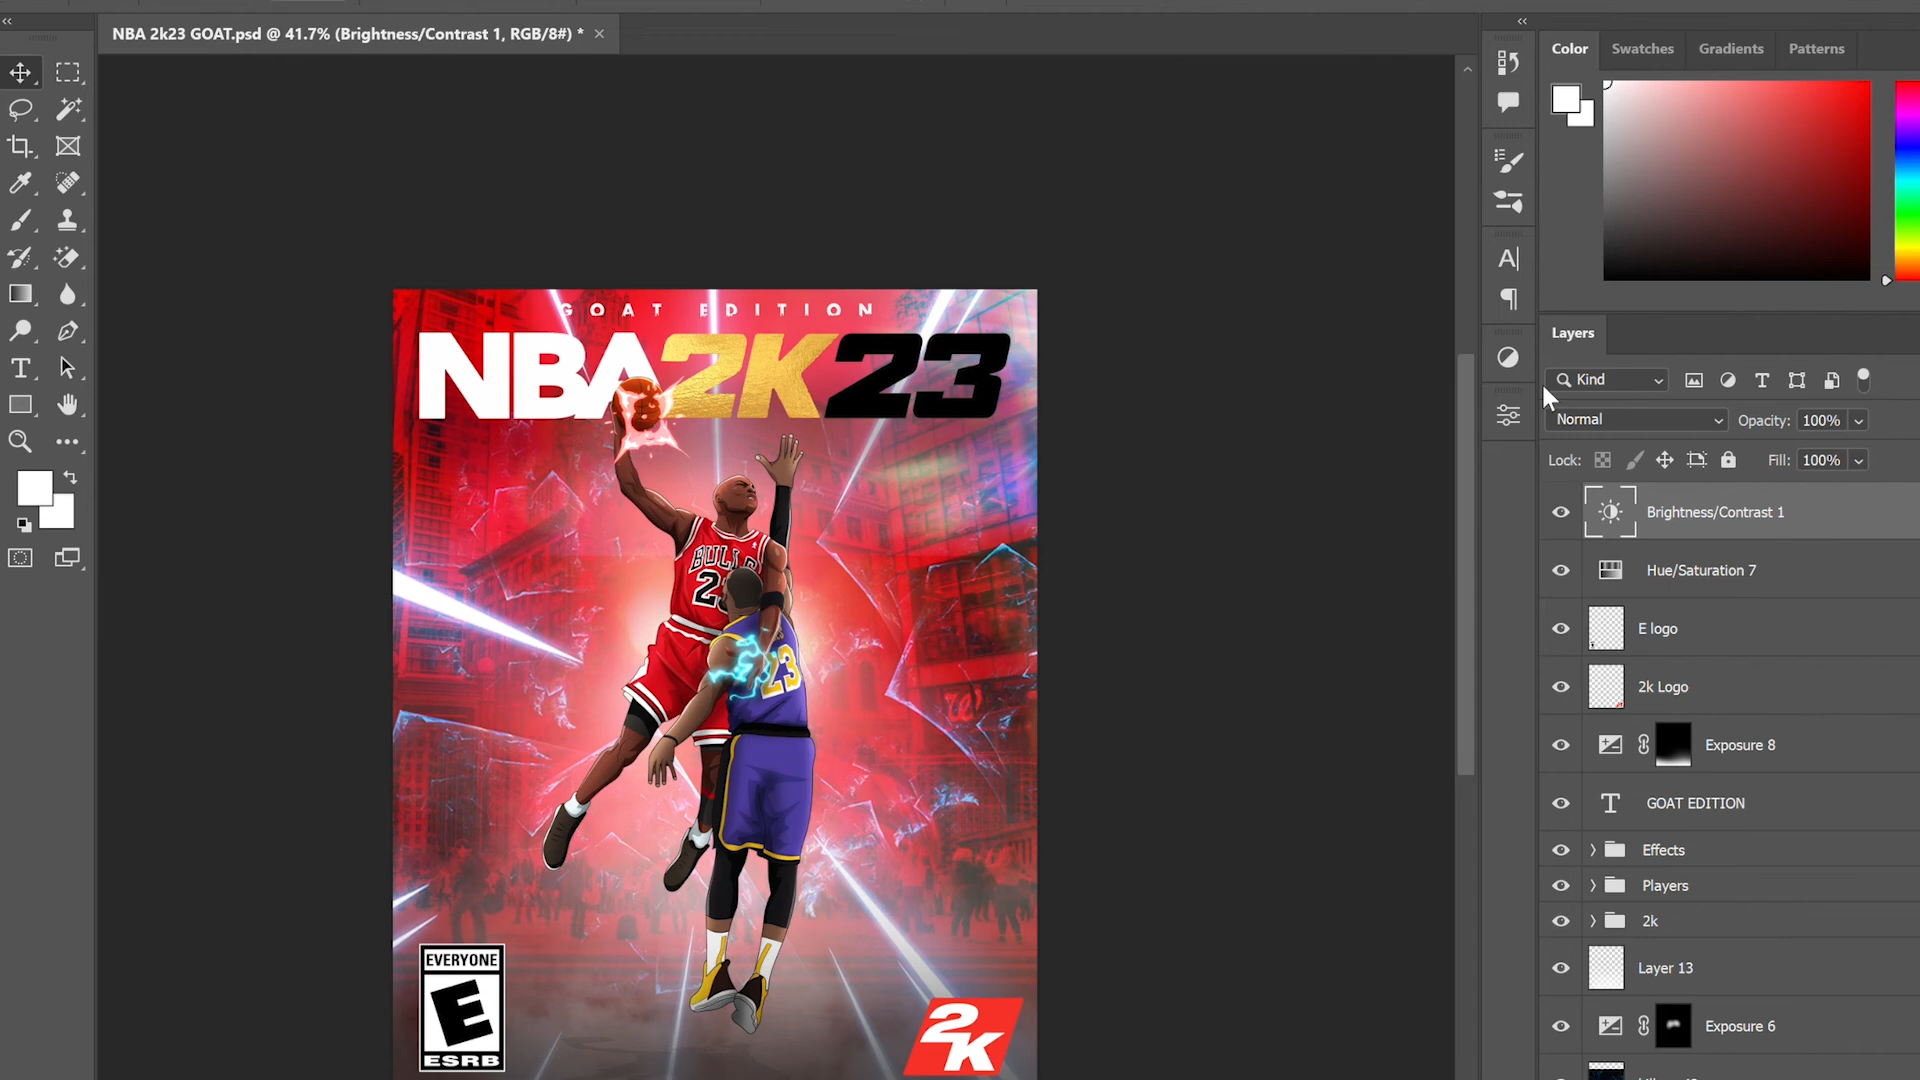 NBA 2k23 GOAT.psd @ 41.7% (Brightness/Contrast 1, RGB/8#) *
Color
Swatches
Gradients
Patterns
GOAT EDITION
NBA2K23
8
BULLS
23
23
EVERYONE
E
ESRB
2K
Layers
Kind
Normal
Opacity: 100%
Lock:
Fill: 100%
Brightness/Contrast 1
Hue/Saturation 7
E logo
2k Logo
Exposure 8
GOAT EDITION
Effects
Players
2k
Layer 13
Exposure 6